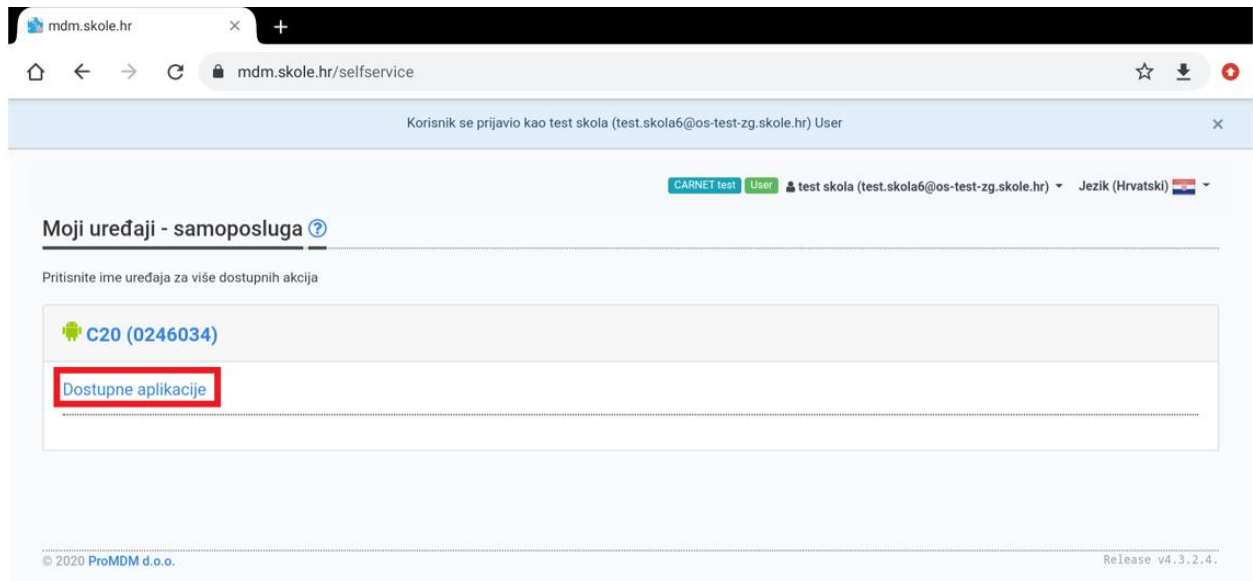 mdm.skole.hr
mdm.skole.hr/selfservice
Korisnik se prijavio kao test skola (test.skola6@os-test-zg.skole.hr) User
CARNET test User test skola (test.skola6@os-test-zg.skole.hr) Jezik (Hrvatski)
Moji uređaji - samoposluga ?
Pritisnite ime uređaja za više dostupnih akcija
C20 (0246034)
Dostupne aplikacije
© 2020 ProMDM d.o.o. Release v4.3.2.4.